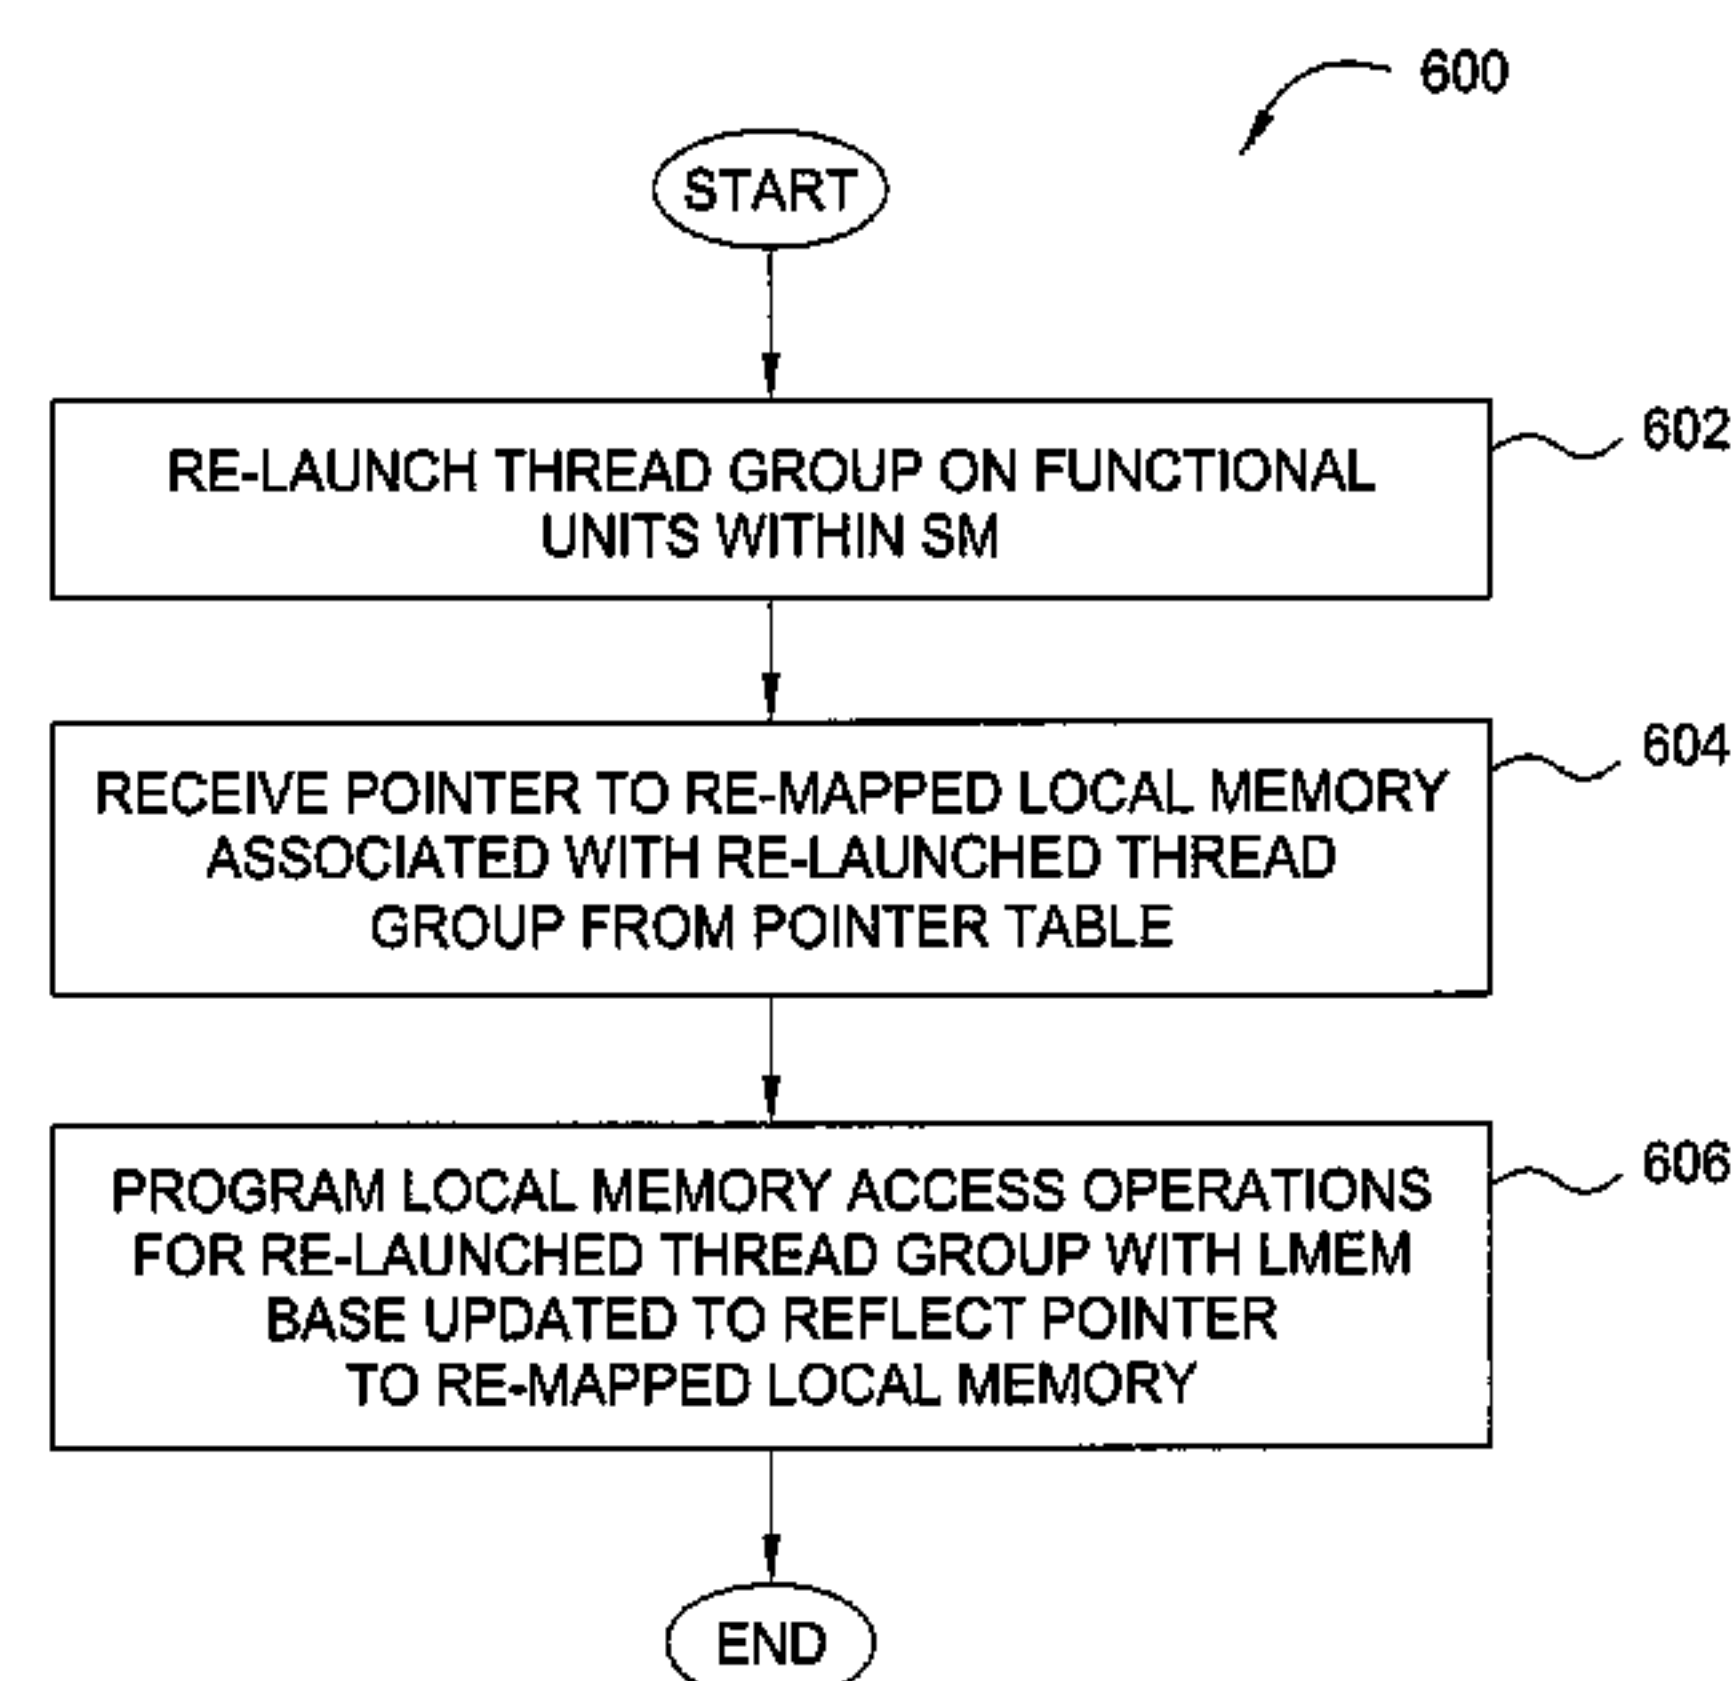 600
START
RE-LAUNCH THREAD GROUP ON FUNCTIONAL
UNITS WITHIN SM
602
RECEIVE POINTER TO RE-MAPPED LOCAL MEMORY
ASSOCIATED WITH RE-LAUNCHED THREAD
GROUP FROM POINTER TABLE
604
PROGRAM LOCAL MEMORY ACCESS OPERATIONS
FOR RE-LAUNCHED THREAD GROUP WITH LMEM
BASE UPDATED TO REFLECT POINTER
TO RE-MAPPED LOCAL MEMORY
606
END